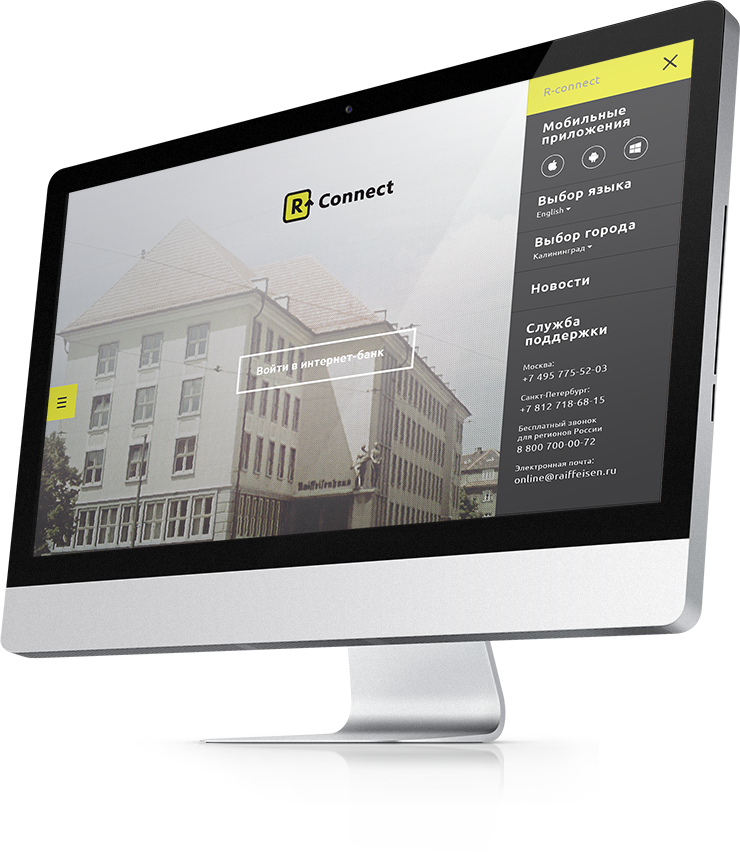 R Connect
Войти в интернет-банк
Raiffeisenhaus
R-connect
Мобильные
приложения
Выбор языка
English
Выбор города
Калининград
Новости
Служба
поддержки
Москва:
+7 495 775-52-03
Санкт-Петербург:
+7 812 718-68-15
Бесплатный звонок
для регионов России
8 800 700-00-72
Электронная почта:
online@raiffeisen.ru